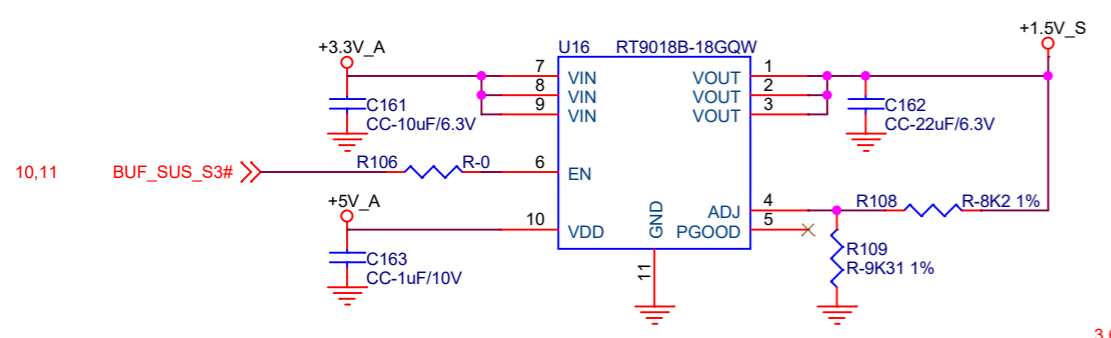 +1.5V_S
+3.3V_A
U16 RT9018B-18GQW
7 VIN VOUT 1
8 VIN VOUT 2
9 VIN VOUT 3
C161
CC-10uF/6.3V
C162
CC-22uF/6.3V
10,11 BUF_SUS_S3# R106 R-0 6 EN
+5V_A
10 VDD
GND
11
ADJ 4
PGOOD 5
R108 R-8K2 1%
R109
R-9K31 1%
C163
CC-1uF/10V